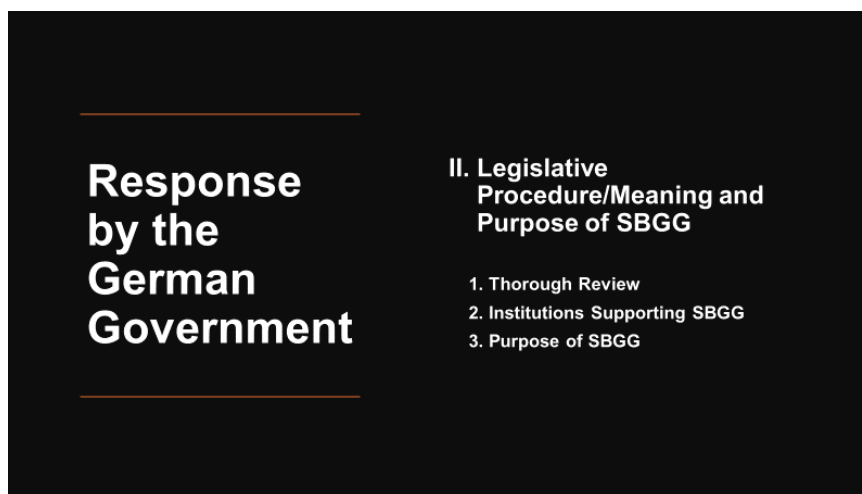 Response
by the
German
Government
II. Legislative
Procedure/Meaning and
Purpose of SBGG
1. Thorough Review
2. Institutions Supporting SBGG
3. Purpose of SBGG